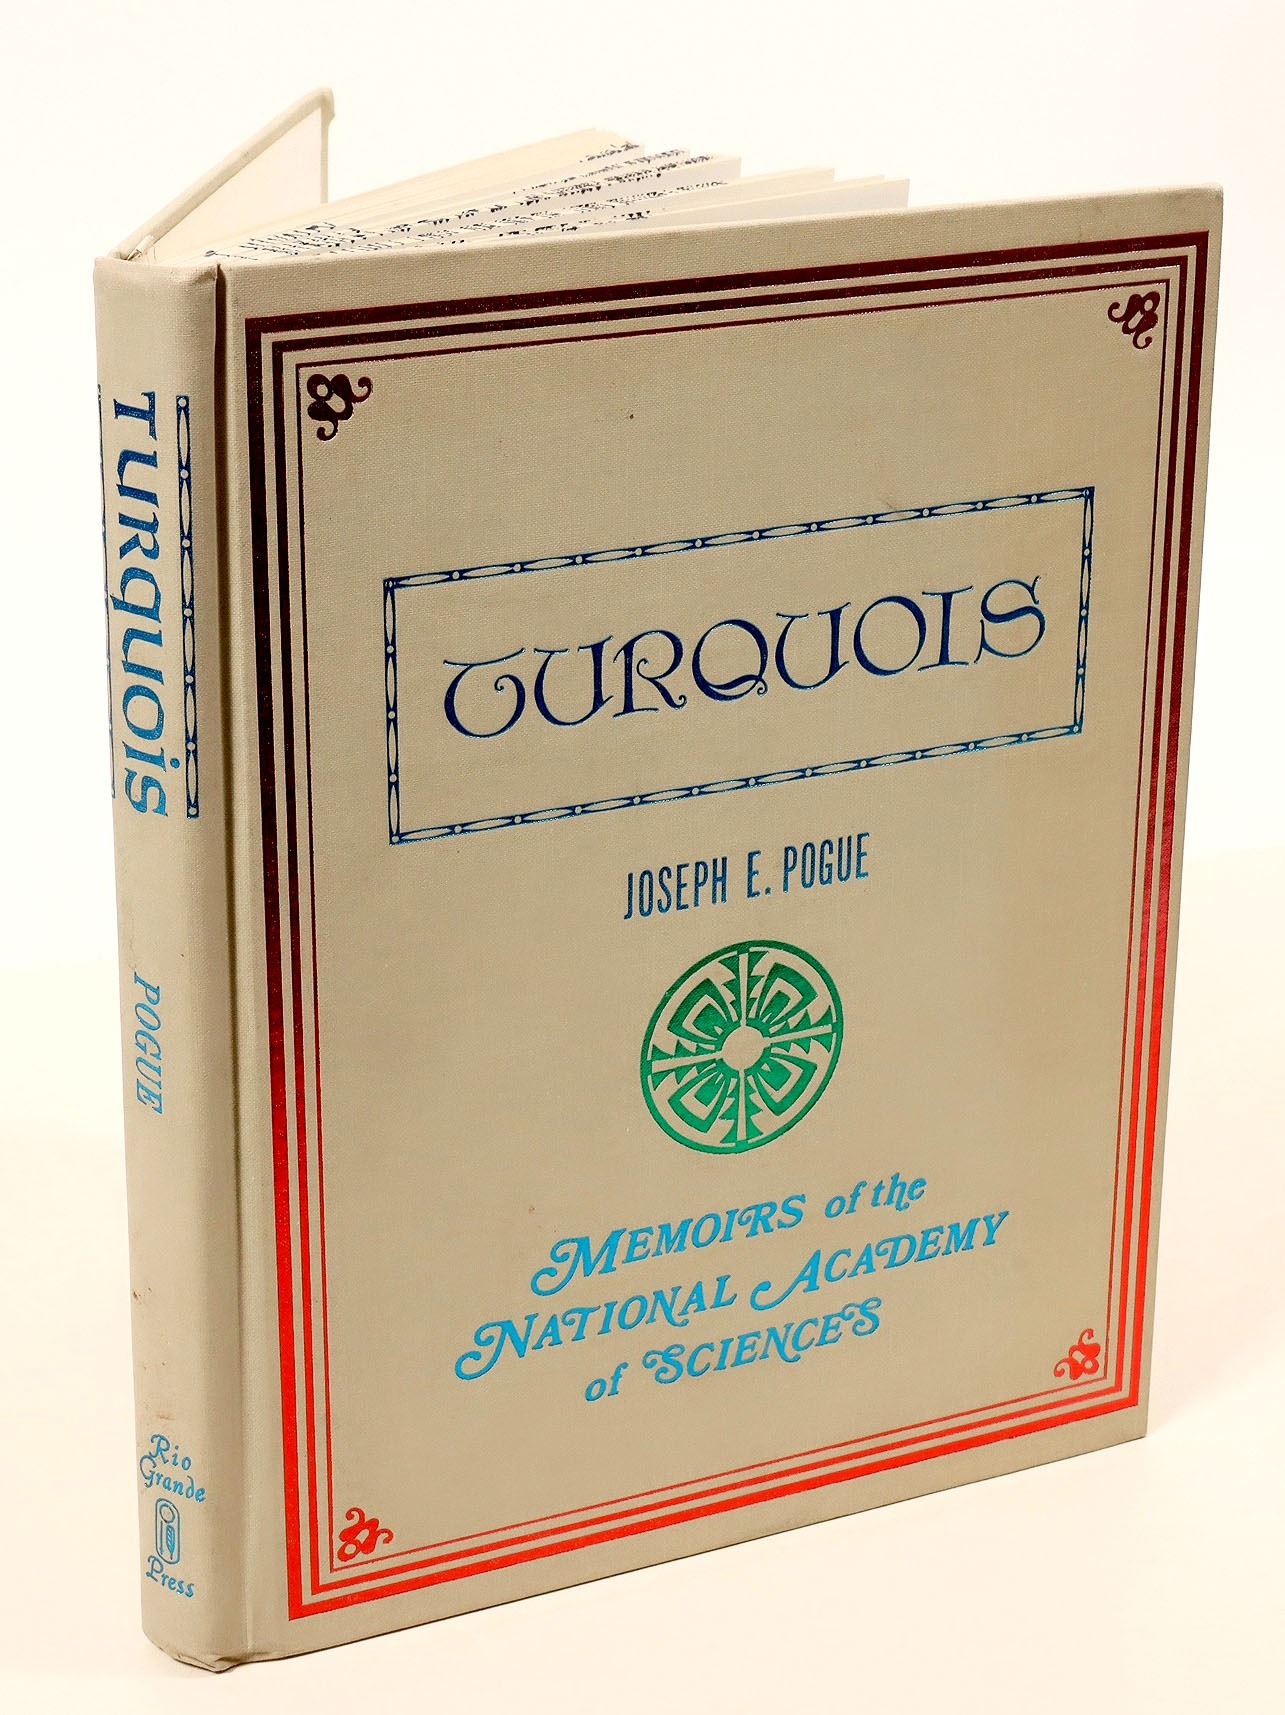 TURQUOIS
POGUE
Rio
Grande
Press
TURQUOIS
JOSEPH E. POGUE
MEMOIRS of the
NATIONAL ACADEMY
of SCIENCES